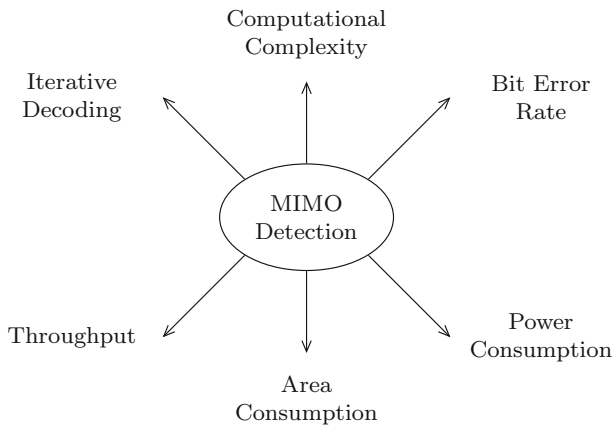 Computational
Complexity
Iterative
Decoding
Bit Error
Rate
MIMO
Detection
Throughput
Power
Consumption
Area
Consumption